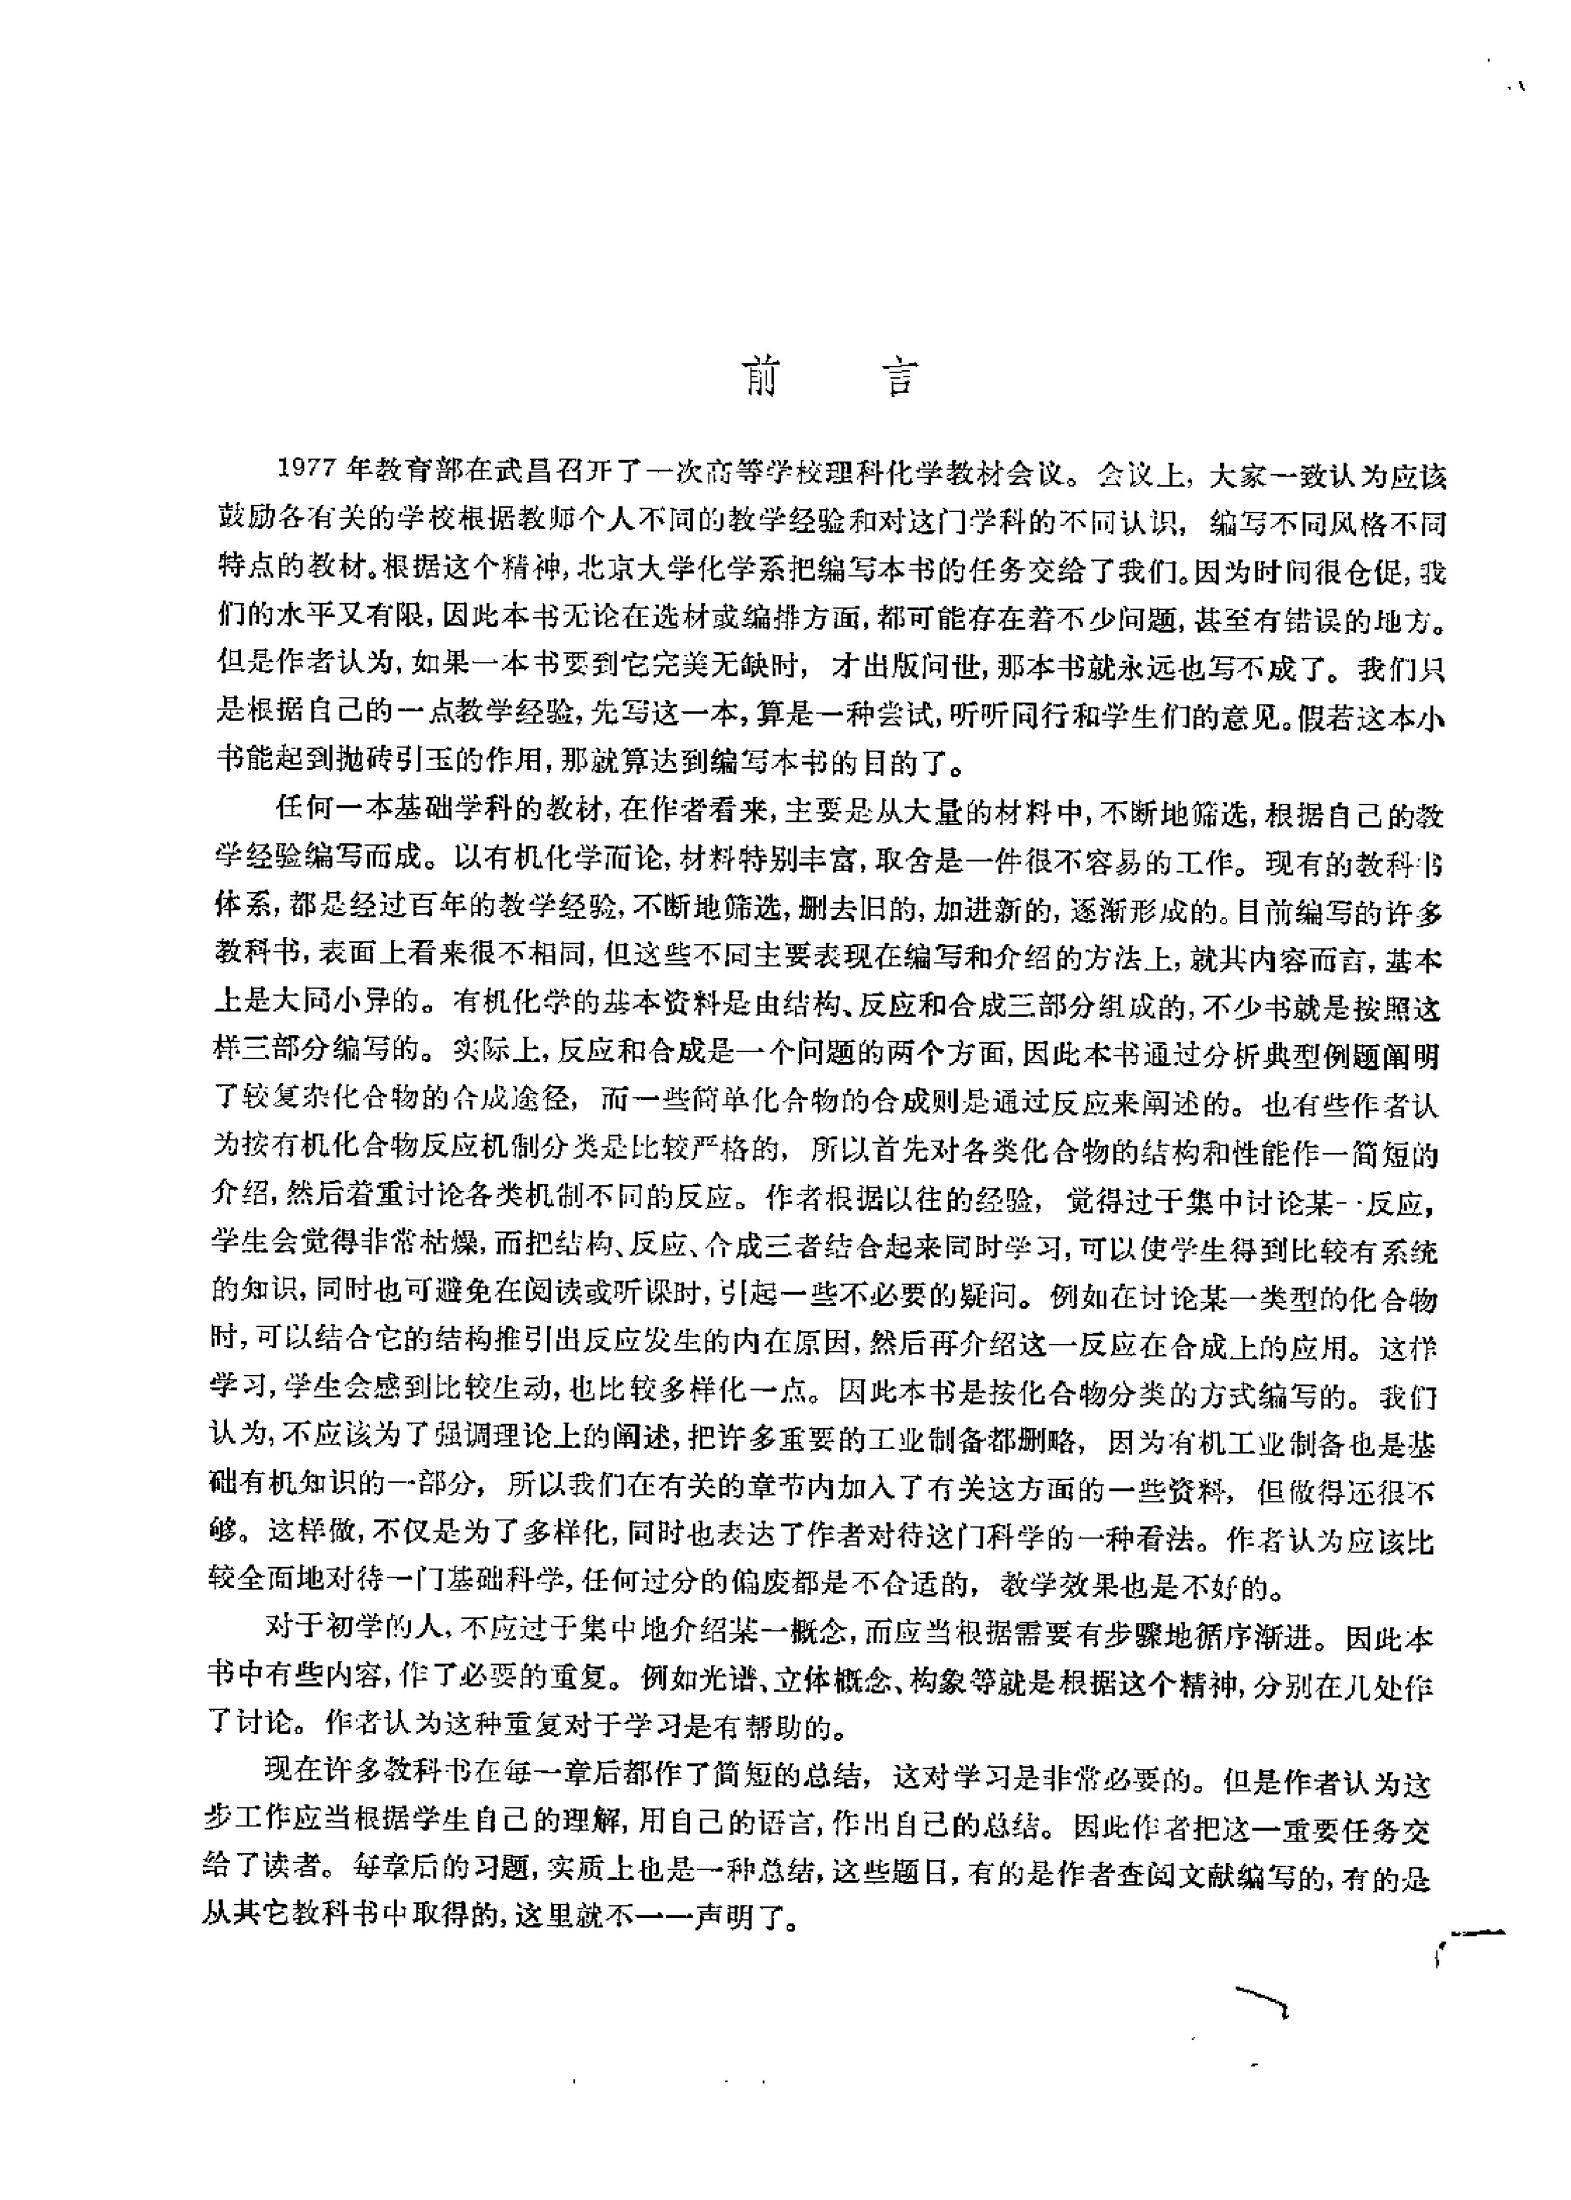 前言
1977 年教育部在武昌召开了一次高等学校理科化学教材会议。会议上, 大家一致认为应该
鼓励各有关的学校根据教师个人不同的教学经验和对这门学科的不同认识, 编写不同风格不同
特点的教材。根据这个精神,北京大学化学系把编写本书的任务交给了我们。因为时间很仓促,我
们的水平又有限,因此本书无论在选材或编排方面,都可能存在着不少问题,甚至有错误的地方。
但是作者认为,如果一本书要到它完美无缺时, 才出版问世,那本书就永远也写不成了。我们只
是根据自己的一点教学经验,先写这一本,算是一种尝试,听听同行和学生们的意见。假若这本小
书能起到抛砖引玉的作用,那就算达到编写本书的目的了。
任何一本基础学科的教材,在作者看来,主要是从大量的材料中,不断地筛选,根据自己的教
学经验编写而成。以有机化学而论,材料特别丰富,取舍是一件很不容易的工作。现有的教科书
体系,都是经过百年的教学经验,不断地筛选,删去旧的,加进新的,逐渐形成的。目前编写的许多
教科书,表面上看来很不相同,但这些不同主要表现在编写和介绍的方法上,就其内容而言,基本
上是大同小异的。有机化学的基本资料是由结构、反应和合成三部分组成的,不少书就是按照这
样三部分编写的。实际上,反应和合成是一个问题的两个方面,因此本书通过分析典型例题阐明
了较复杂化合物的合成途径, 而一些简单化合物的合成则是通过反应来阐述的。也有些作者认
为按有机化合物反应机制分类是比较严格的, 所以首先对各类化合物的结构和性能作一简短的
介绍,然后着重讨论各类机制不同的反应。作者根据以往的经验, 觉得过于集中讨论某一反应,
学生会觉得非常枯燥,而把结构、反应、合成三者结合起来同时学习,可以使学生得到比较有系统
的知识,同时也可避免在阅读或听课时,引起一些不必要的疑问。例如在讨论某一类型的化合物
时,可以结合它的结构推引出反应发生的内在原因,然后再介绍这一反应在合成上的应用。这样
学习,学生会感到比较生动,也比较多样化一点。因此本书是按化合物分类的方式编写的。我们
认为,不应该为了强调理论上的阐述,把许多重要的工业制备都删略, 因为有机工业制备也是基
础有机知识的一部分, 所以我们在有关的章节内加入了有关这方面的一些资料, 但做得还很不
够。这样做,不仅是为了多样化,同时也表达了作者对待这门科学的一种看法。作者认为应该比
较全面地对待一门基础科学,任何过分的偏废都是不合适的, 教学效果也是不好的。
对于初学的人,不应过于集中地介绍某一概念,而应当根据需要有步骤地循序渐进。因此本
书中有些内容,作了必要的重复。例如光谱、立体概念、构象等就是根据这个精神,分别在几处作
了讨论。作者认为这种重复对于学习是有帮助的。
现在许多教科书在每一章后都作了简短的总结, 这对学习是非常必要的。但是作者认为这
步工作应当根据学生自己的理解,用自己的语言,作出自己的总结。因此作者把这一重要任务交
给了读者。每章后的习题,实质上也是一种总结,这些题目,有的是作者查阅文献编写的,有的是
从其它教科书中取得的,这里就不一一声明了。